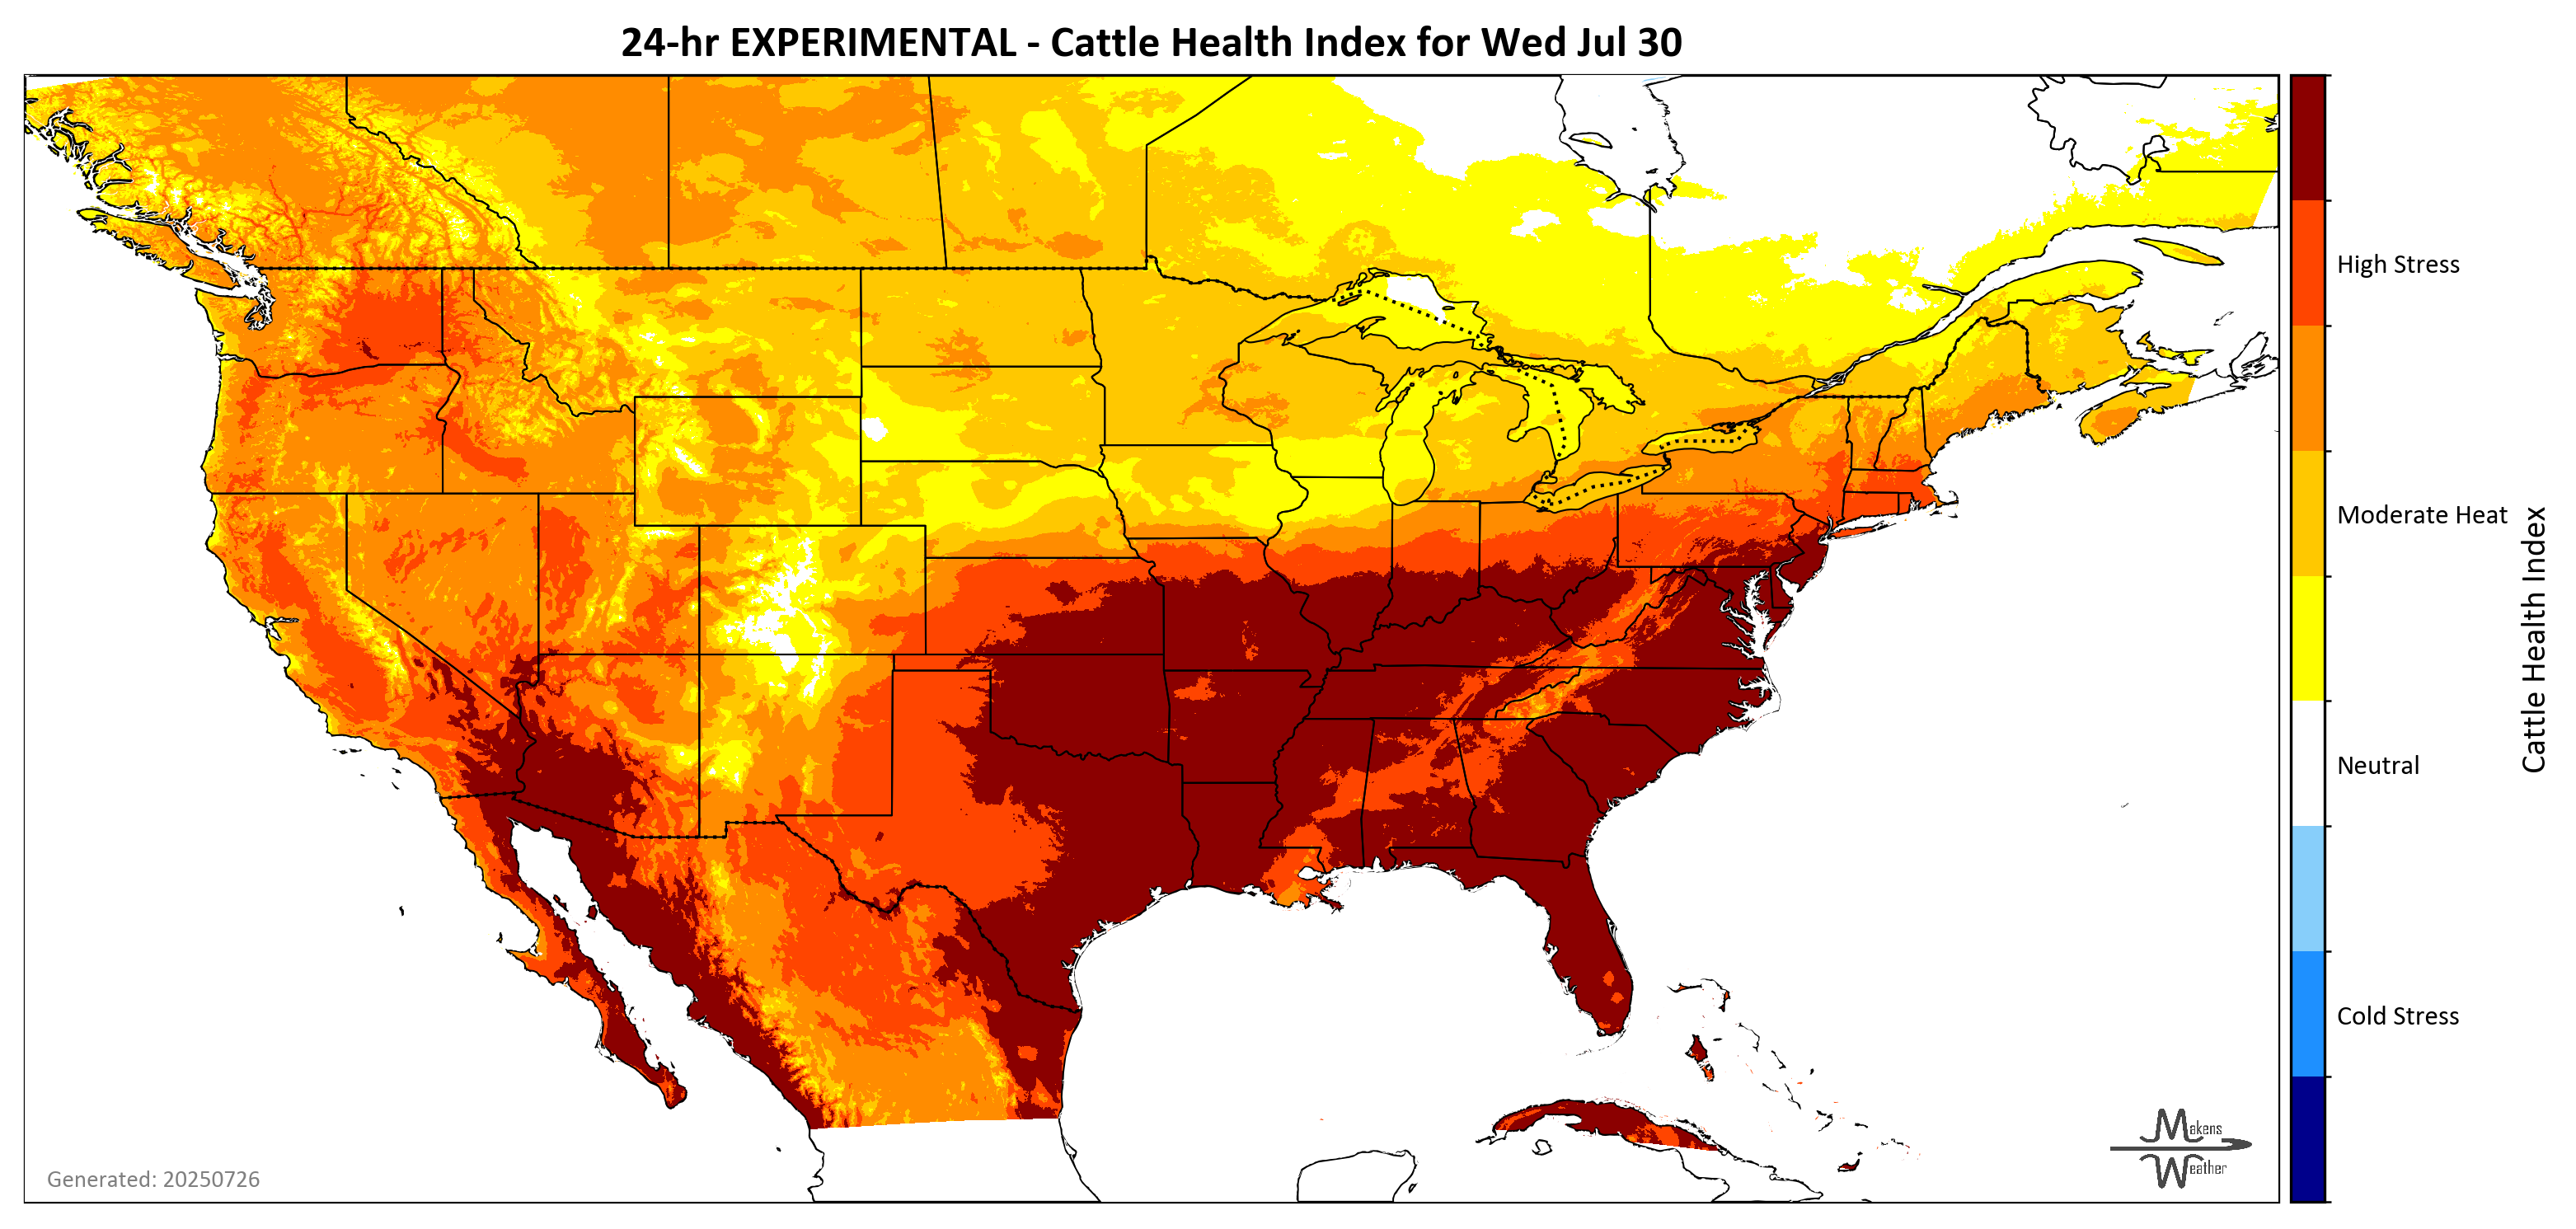 24-hr EXPERIMENTAL - Cattle Health Index for Wed Jul 30
High Stress
Moderate Heat
Neutral
Cold Stress
Cattle Health Index
Makens
Weather
Generated: 20250726